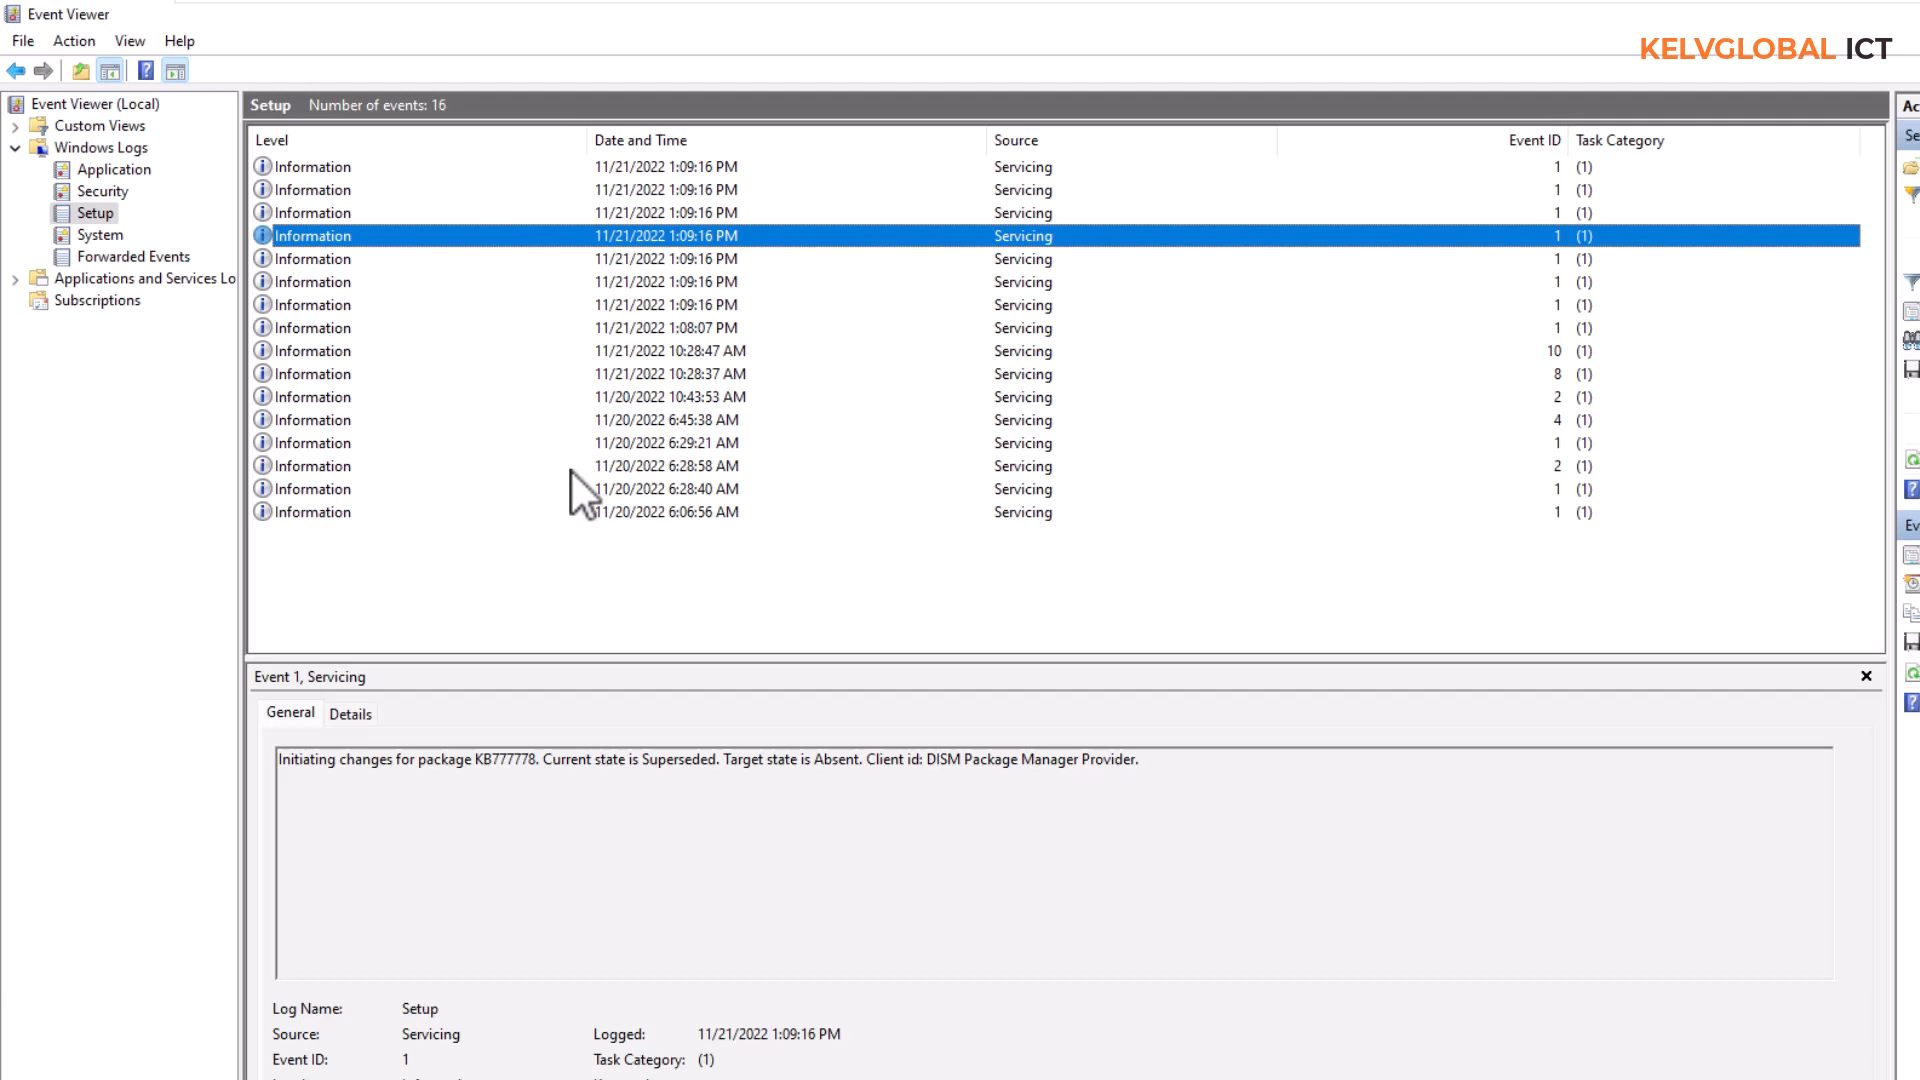 Event Viewer
File Action View Help
KELVGLOBAL ICT
Event Viewer (Local)
Custom Views
Windows Logs
Application
Security
Setup
System
Forwarded Events
Applications and Services Lo
Subscriptions
Setup Number of events: 16
Level Date and Time Source Event ID Task Category
Information 11/21/2022 1:09:16 PM Servicing 1 (1)
Information 11/21/2022 1:09:16 PM Servicing 1 (1)
Information 11/21/2022 1:09:16 PM Servicing 1 (1)
Information 11/21/2022 1:09:16 PM Servicing 1 (1)
Information 11/21/2022 1:09:16 PM Servicing 1 (1)
Information 11/21/2022 1:09:16 PM Servicing 1 (1)
Information 11/21/2022 1:09:16 PM Servicing 1 (1)
Information 11/21/2022 1:08:07 PM Servicing 1 (1)
Information 11/21/2022 10:28:47 AM Servicing 10 (1)
Information 11/21/2022 10:28:37 AM Servicing 8 (1)
Information 11/20/2022 10:43:53 AM Servicing 2 (1)
Information 11/20/2022 6:45:38 AM Servicing 4 (1)
Information 11/20/2022 6:29:21 AM Servicing 1 (1)
Information 11/20/2022 6:28:58 AM Servicing 2 (1)
Information 11/20/2022 6:28:40 AM Servicing 1 (1)
Information 11/20/2022 6:06:56 AM Servicing 1 (1)
Ac
Se
Ev
Event 1, Servicing
General Details
Initiating changes for package KB777778. Current state is Superseded. Target state is Absent. Client id: DISM Package Manager Provider.
Log Name: Setup
Source: Servicing Logged: 11/21/2022 1:09:16 PM
Event ID: 1 Task Category: (1)